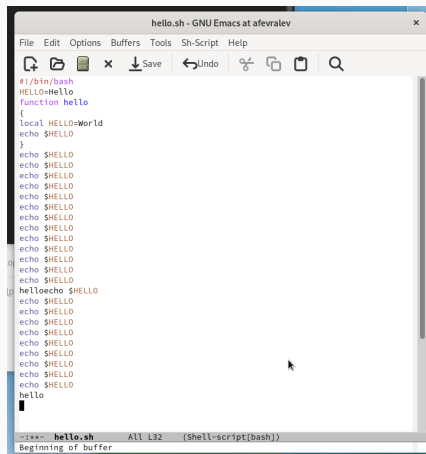 hello.sh - GNU Emacs at afevralev
File Edit Options Buffers Tools Sh-Script Help
Save Undo
#!/bin/bash
HELLO=Hello
function hello
{
local HELLO=World
echo $HELLO
}
echo $HELLO
echo $HELLO
echo $HELLO
echo $HELLO
echo $HELLO
echo $HELLO
echo $HELLO
echo $HELLO
echo $HELLO
echo $HELLO
echo $HELLO
echo $HELLO
echo $HELLO
helloecho $HELLO
echo $HELLO
echo $HELLO
echo $HELLO
echo $HELLO
echo $HELLO
echo $HELLO
echo $HELLO
echo $HELLO
echo $HELLO
hello
-:**- hello.sh All L32 (Shell-script[bash])
Beginning of buffer